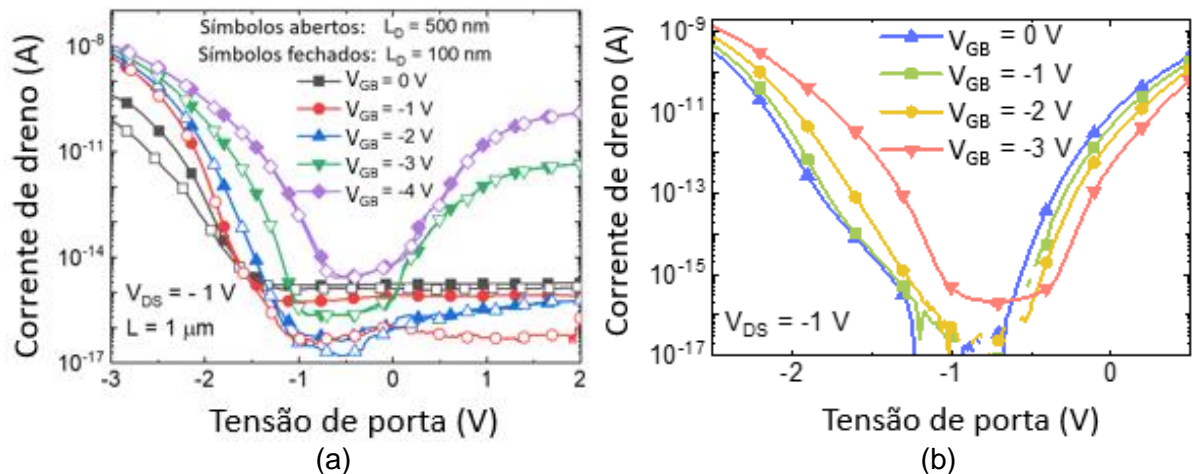 Símbolos abertos: L_D = 500 nm
Símbolos fechados: L_D = 100 nm
V_GB = 0 V
V_GB = -1 V
V_GB = -2 V
V_GB = -3 V
V_GB = -4 V
V_DS = - 1 V
L = 1 μm
Corrente de dreno (A)
10^-8
10^-11
10^-14
10^-17
-3 -2 -1 0 1 2
Tensão de porta (V)
(a)
V_GB = 0 V
V_GB = -1 V
V_GB = -2 V
V_GB = -3 V
V_DS = -1 V
Corrente de dreno (A)
10^-9
10^-11
10^-13
10^-15
10^-17
-2 -1 0
Tensão de porta (V)
(b)